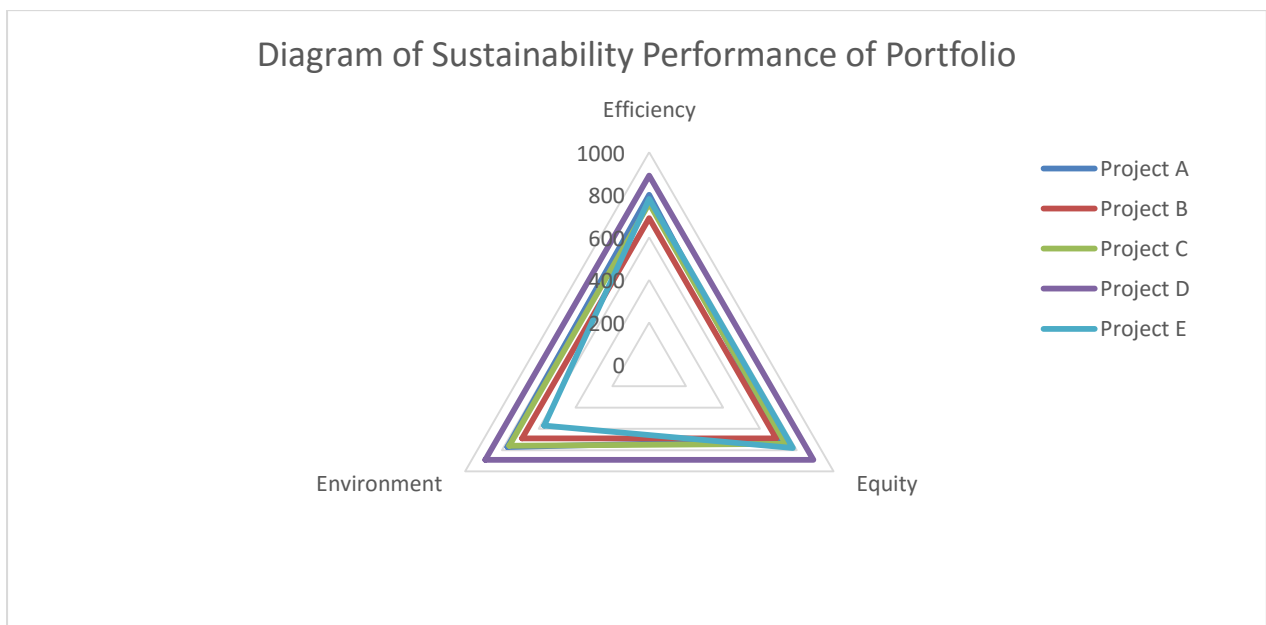 Diagram of Sustainability Performance of Portfolio
Efficiency
1000
800
600
400
200
0
Environment
Equity
Project A
Project B
Project C
Project D
Project E